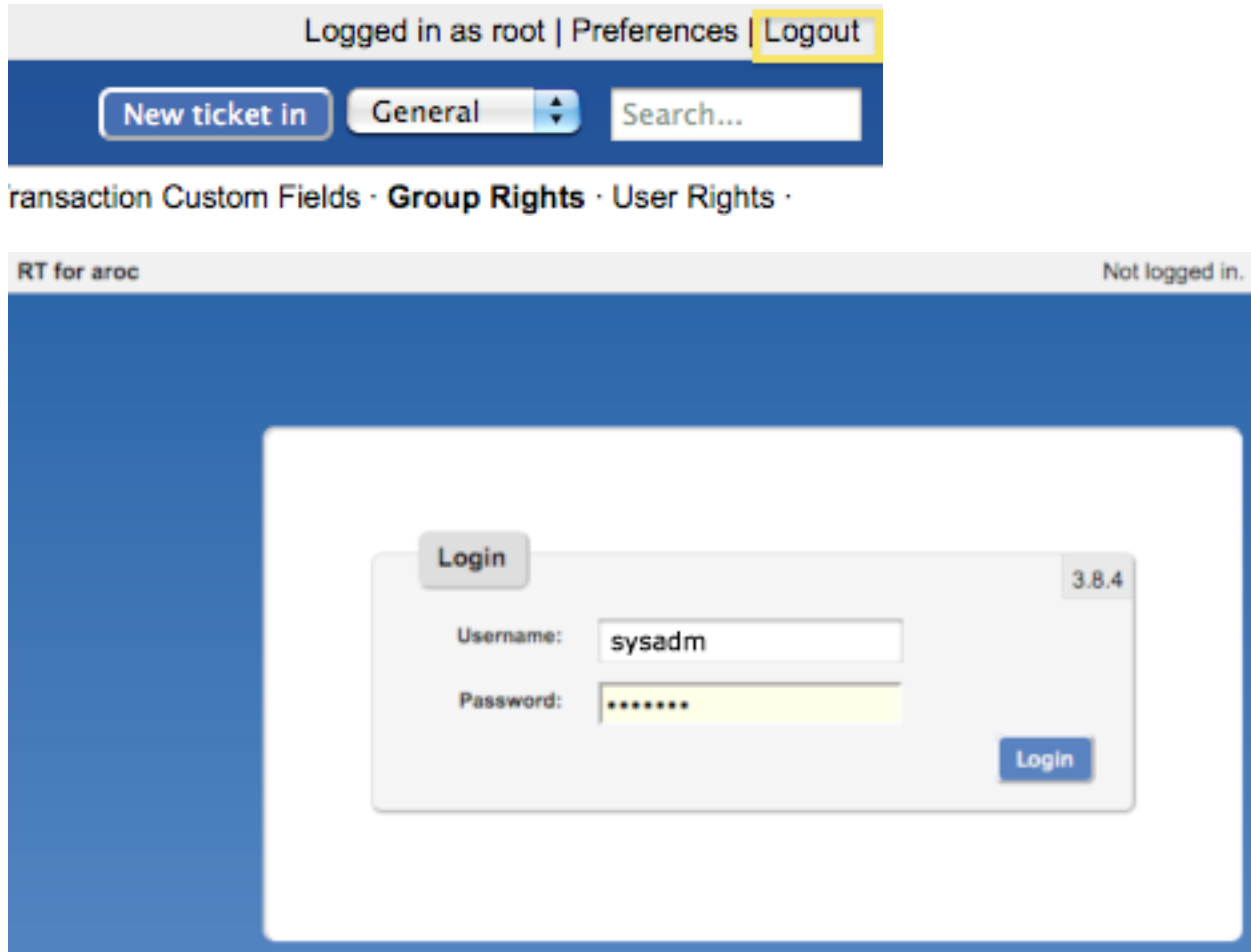 Logged in as root | Preferences | Logout
New ticket in General Search...
ransaction Custom Fields · Group Rights · User Rights ·
RT for aroc Not logged in.
Login
3.8.4
Username: sysadm
Password: •••••••
Login